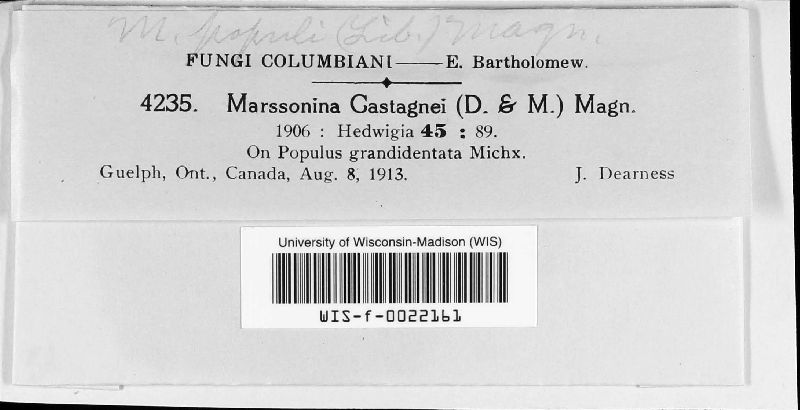 M. populi (Lib.) Magn.
FUNGI COLUMBIANI—E. Bartholomew.
4235. Marssonina Castagnei (D. & M.) Magn.
1906 : Hedwigia 45 : 89.
On Populus grandidentata Michx.
Guelph, Ont., Canada, Aug. 8, 1913. J. Dearness
University of Wisconsin-Madison (WIS)
WIS-f-0022161